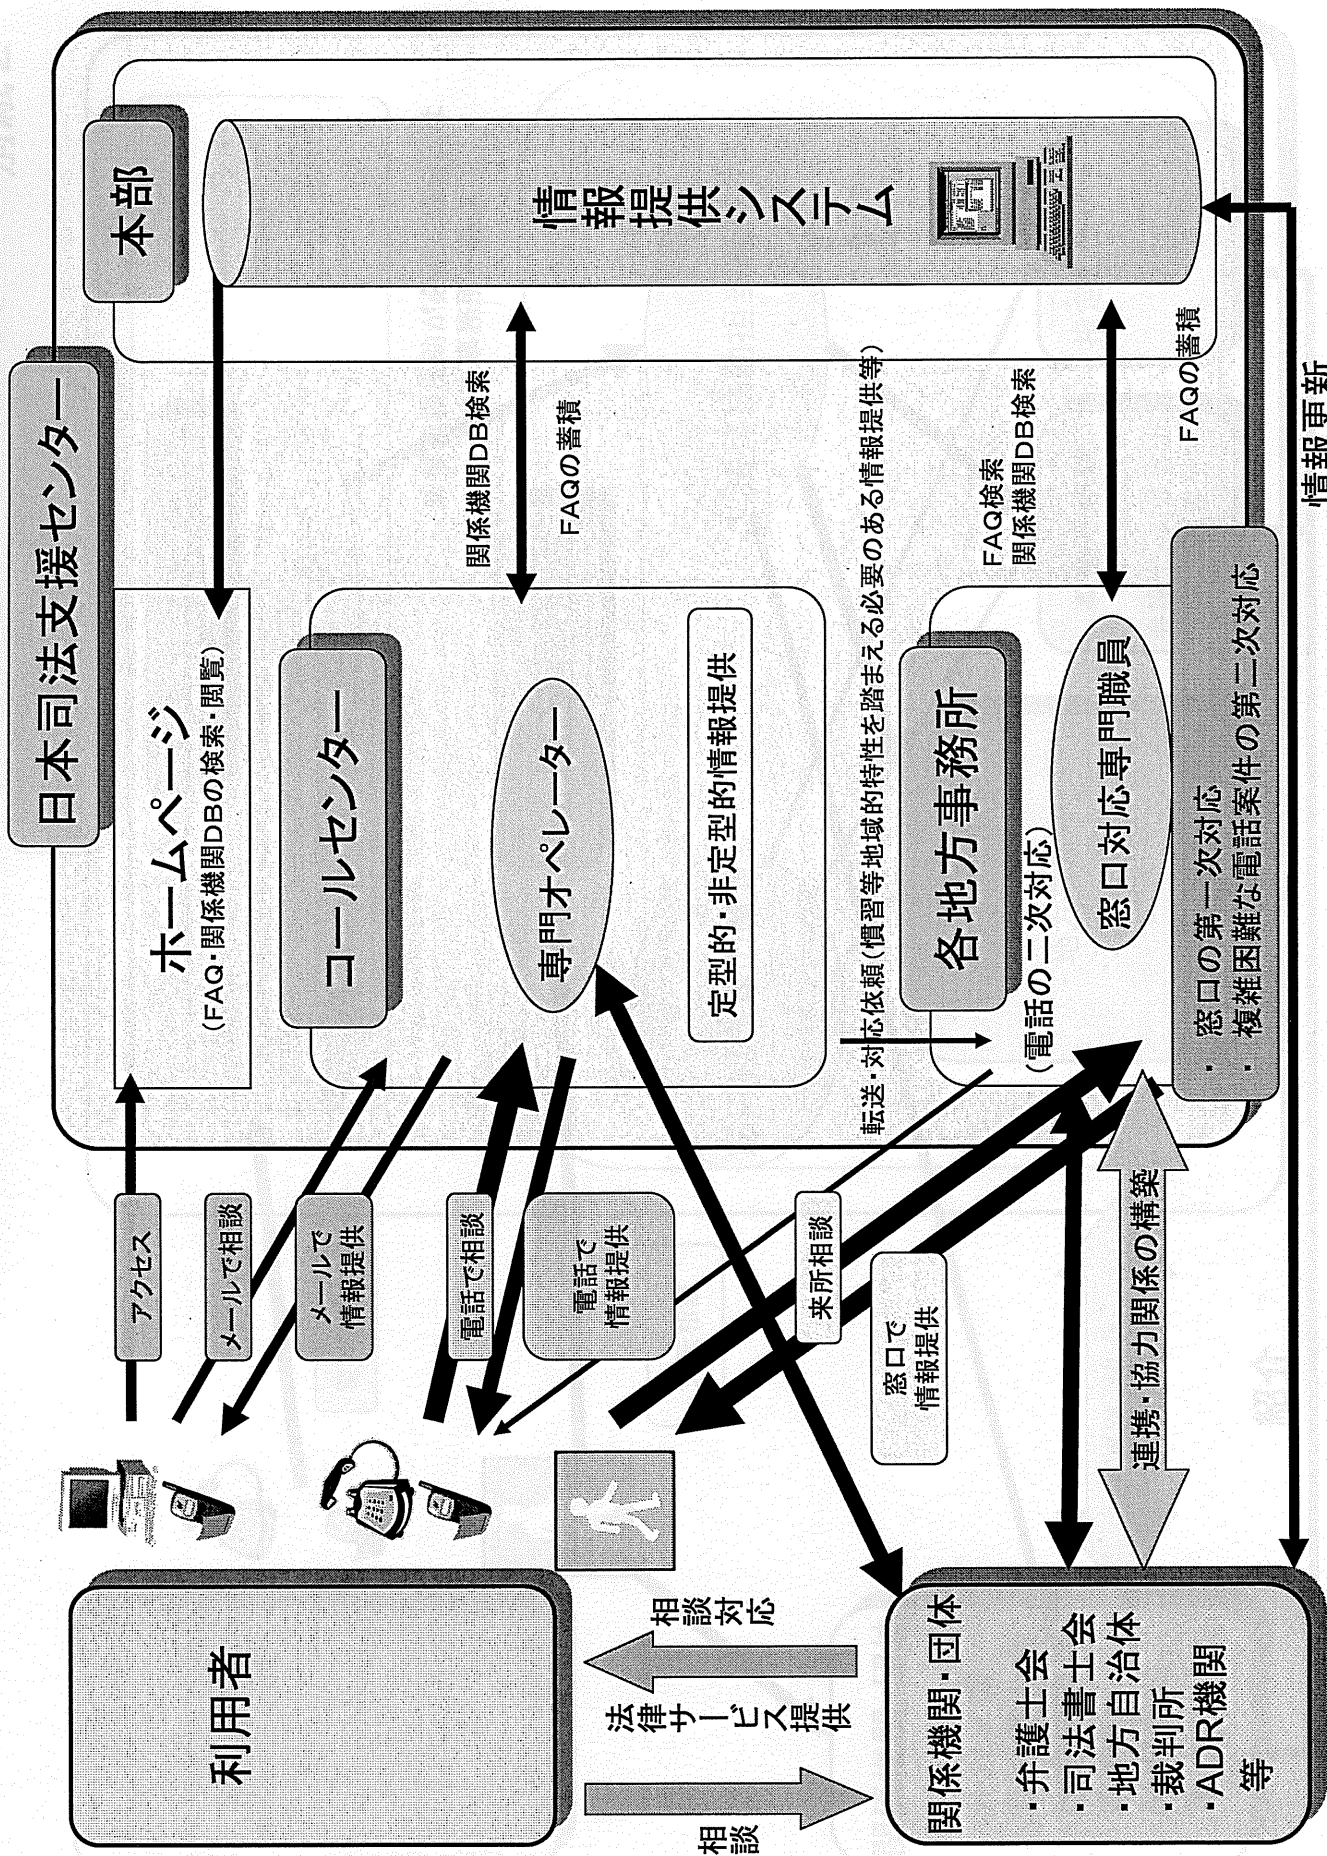 日本司法支援センター
本部
情報提供システム
ホームページ
(FAQ・関係機関DBの検索・閲覧)
コールセンター
専門オペレーター
定型的・非定型的情報提供
関係機関DB検索
FAQの蓄積
転送・対応依頼(慣習等地域的特性を踏まえる必要のある情報提供等)
各地方事務所
(電話の二次対応)
窓口対応専門職員
FAQ検索
関係機関DB検索
FAQの蓄積
・窓口の第一次対応
・複雑困難な電話案件の第二次対応
情報更新
アクセス
メールで相談
メールで
情報提供
電話で相談
電話で
情報提供
来所相談
窓口で
情報提供
連携・協力関係の構築
利用者
相談
法律サービス提供
相談対応
関係機関・団体
・弁護士会
・司法書士会
・地方自治体
・裁判所
・ADR機関
等